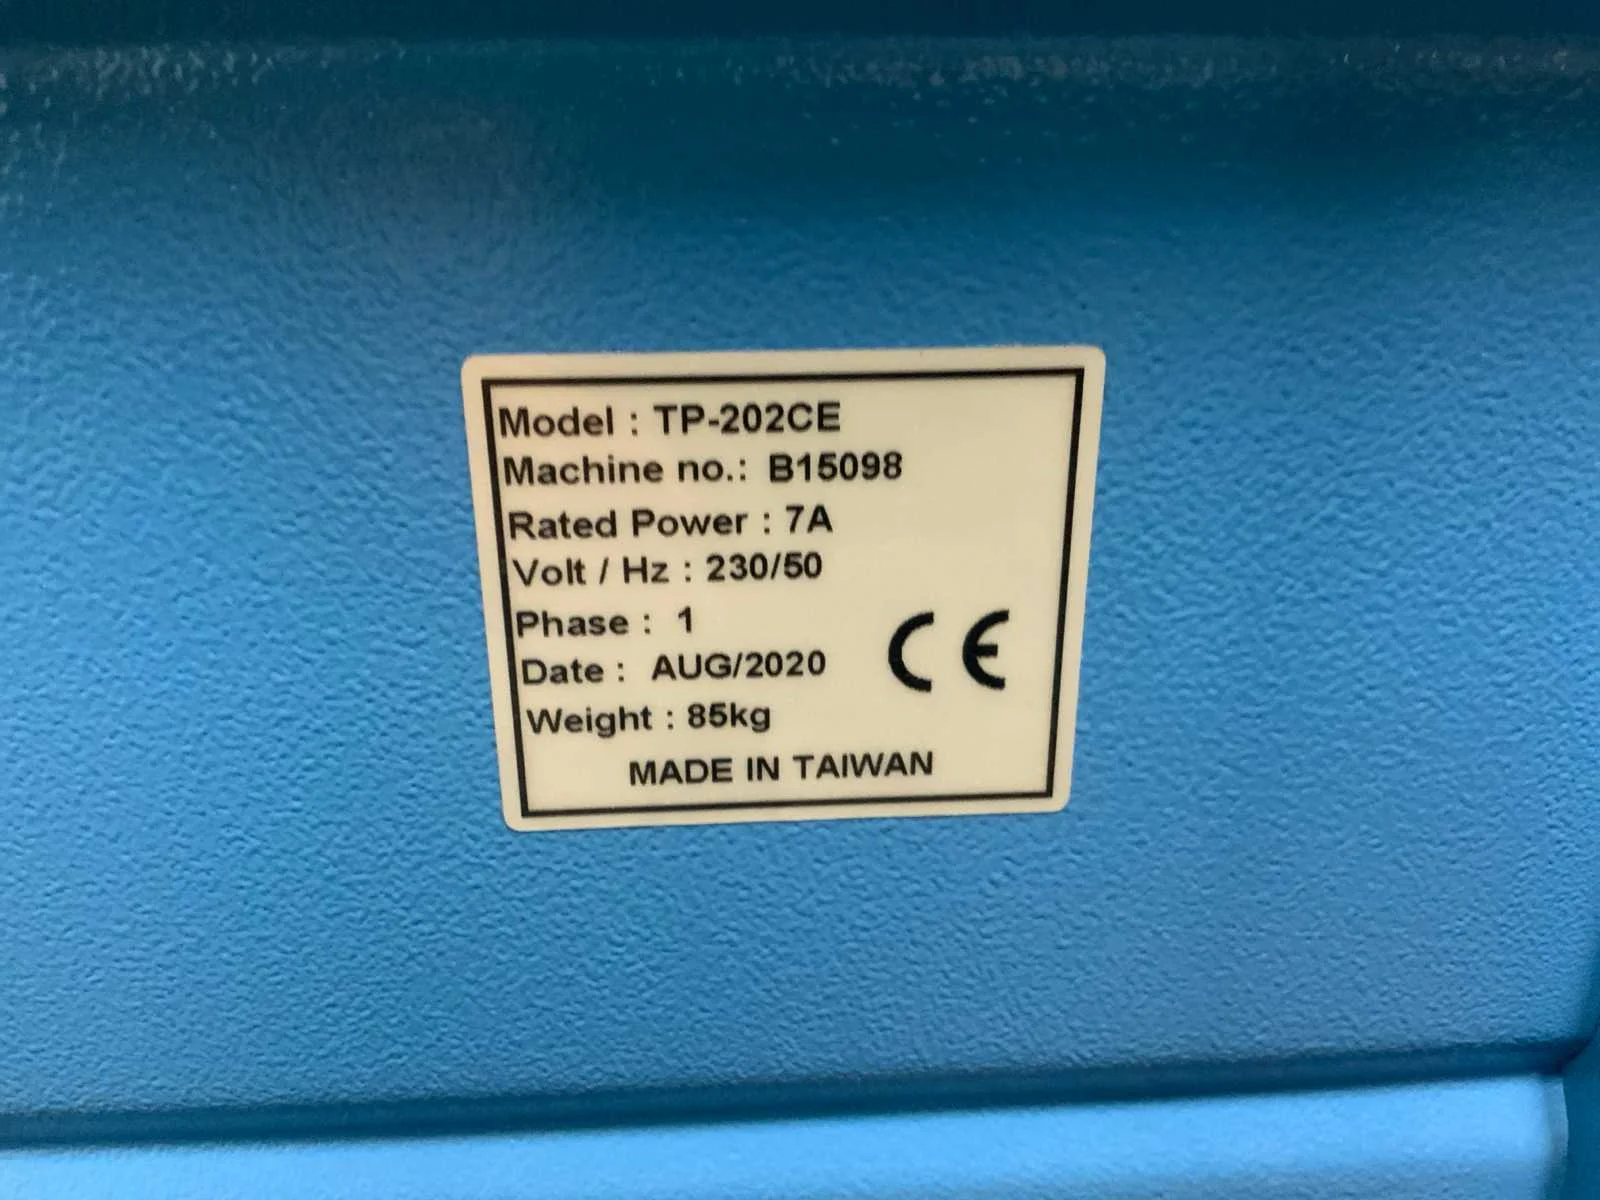 Model : TP-202CE
Machine no.: B15098
Rated Power : 7A
Volt / Hz : 230/50
Phase : 1
Date : AUG/2020
CE
Weight : 85kg
MADE IN TAIWAN